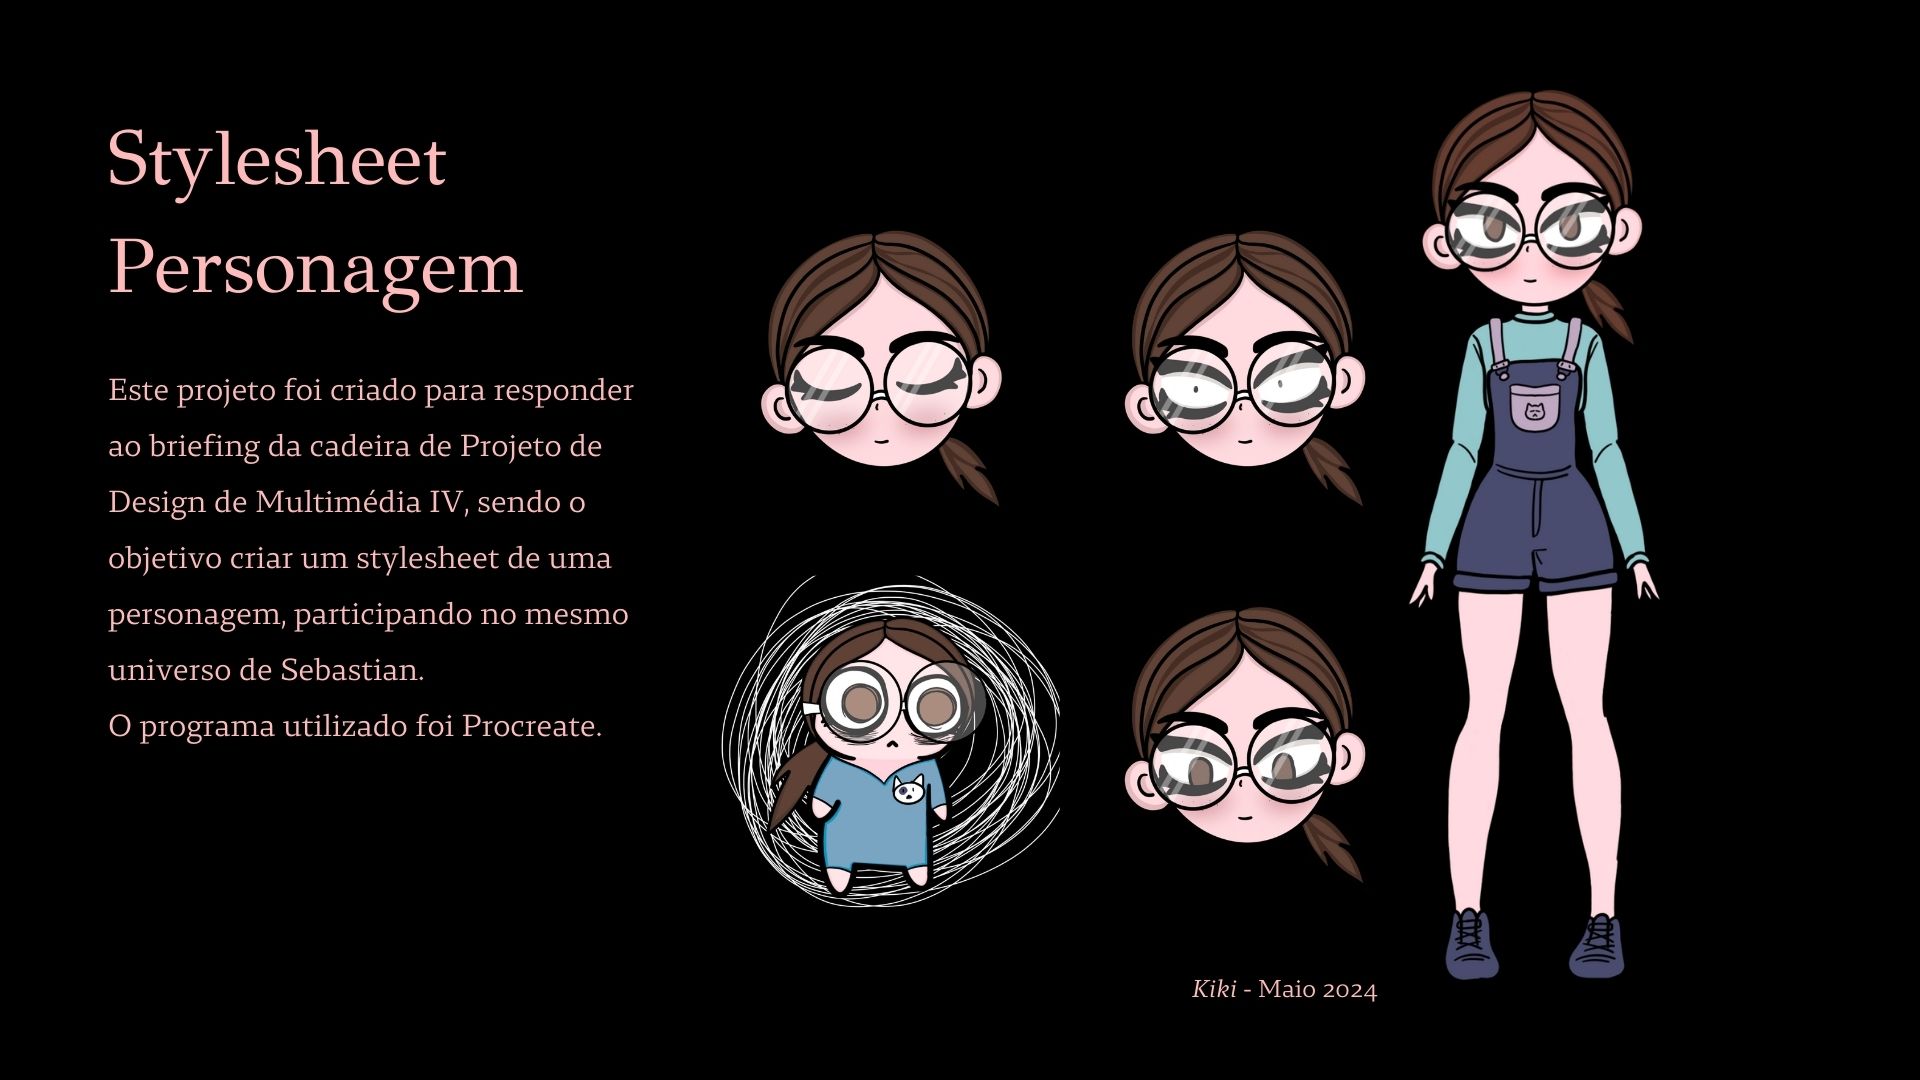 Stylesheet
Personagem
Este projeto foi criado para responder
ao briefing da cadeira de Projeto de
Design de Multimédia IV, sendo o
objetivo criar um stylesheet de uma
personagem, participando no mesmo
universo de Sebastian.
O programa utilizado foi Procreate.
Kiki - Maio 2024